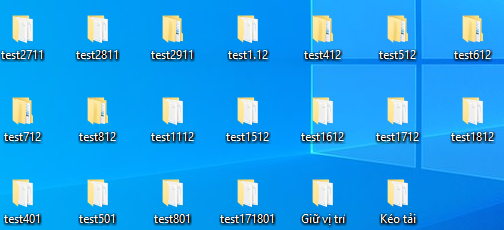 test2711 test2811 test2911 test1.12 test412 test512 test612
test712 test812 test1112 test1512 test1612 test1712 test1812
test401 test501 test801 test171801 Giữ vị trí Kéo tải